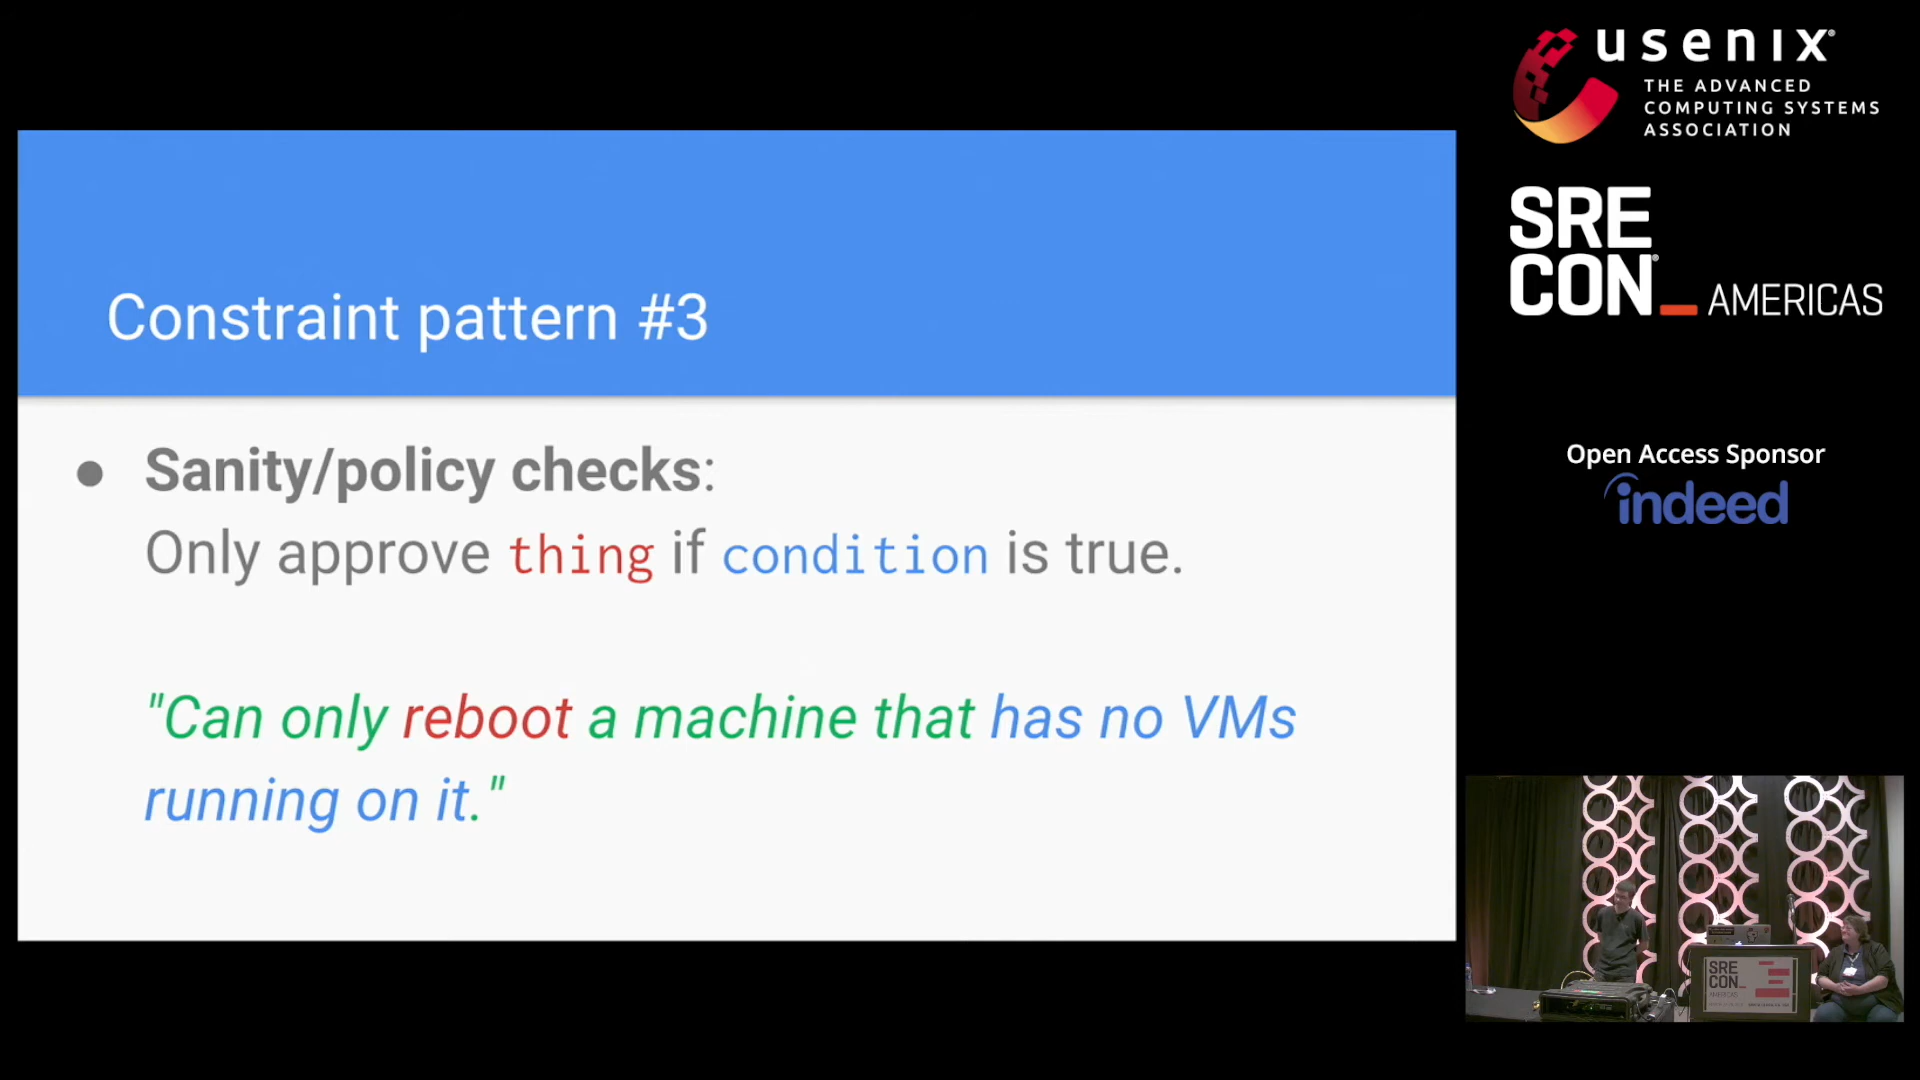 usenix®
THE ADVANCED
COMPUTING SYSTEMS
ASSOCIATION
SRE
CON®_AMERICAS
Open Access Sponsor
indeed
Constraint pattern #3
● Sanity/policy checks:
Only approve thing if condition is true.
"Can only reboot a machine that has no VMs
running on it."
SRE
CON_
AMERICAS